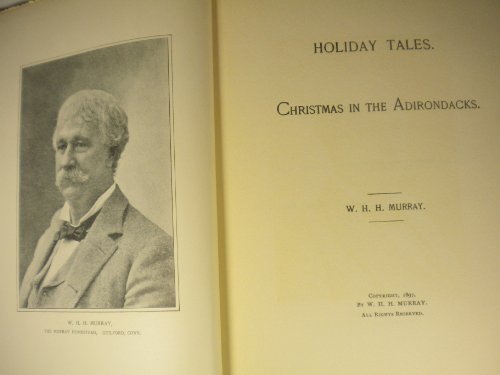 W. H. H. MURRAY,
THE MURRAY HOMESTEAD, GUILFORD, CONN.
HOLIDAY TALES.
CHRISTMAS IN THE ADIRONDACKS.
W. H. H. MURRAY.
COPYRIGHT, 1897.
BY W. H. H. MURRAY.
ALL RIGHTS RESERVED.